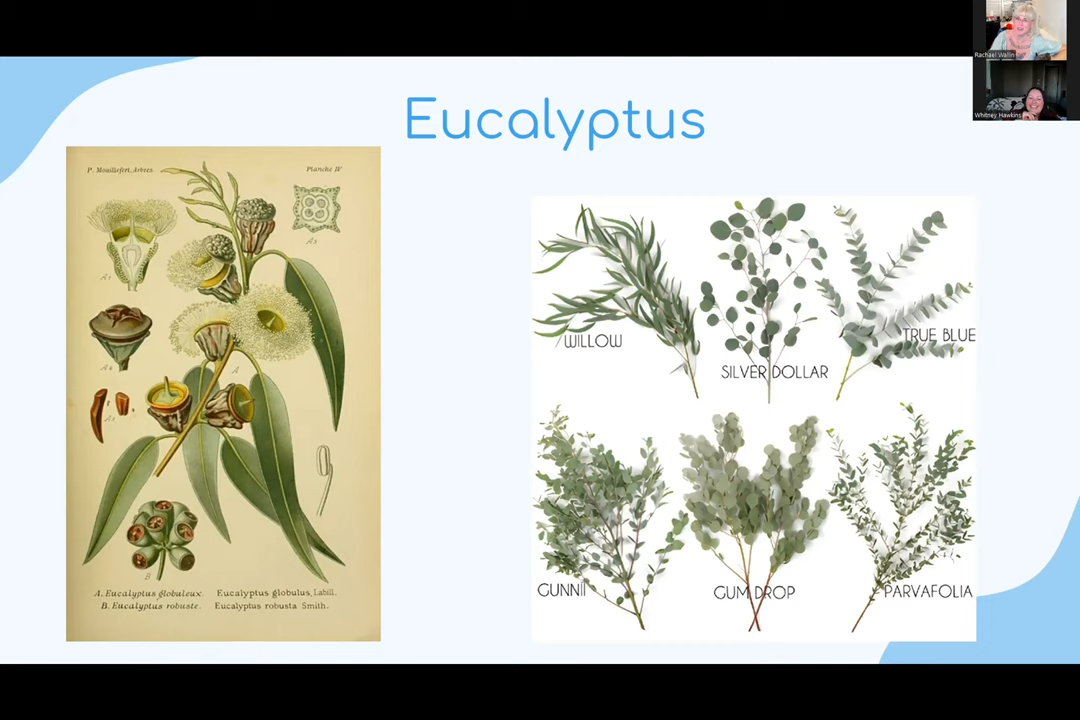 Rachael Wallin
Whitney Hawkins
Eucalyptus
P. Mouillefert, Arbres.
Planche IV
A. Eucalyptus globuleux.
Eucalyptus globulus, Labill.
B. Eucalyptus robuste.
Eucalyptus robusta Smith.
A
B
WILLOW
SILVER DOLLAR
TRUE BLUE
GUNNII
GUM DROP
PARVAFOLIA